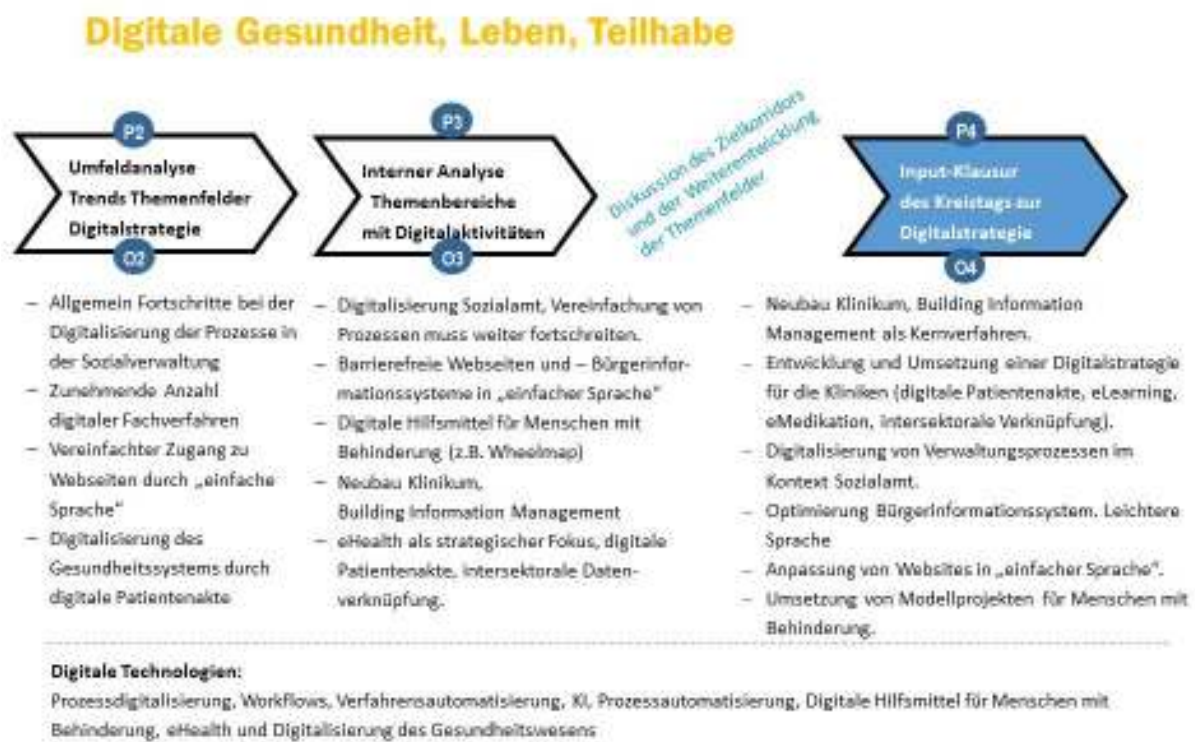 Digitale Gesundheit, Leben, Teilhabe
P2
Umfeldanalyse
Trends Themenfelder
Digitalstrategie
O2
– Allgemein Fortschritte bei der
Digitalisierung der Prozesse in
der Sozialverwaltung
– Zunehmende Anzahl
digitaler Fachverfahren
– Vereinfachter Zugang zu
Webseiten durch „einfache
Sprache“
– Digitalisierung des
Gesundheitssystems durch
digitale Patientenakte
P3
Interner Analyse
Themenbereiche
mit Digitalaktivitäten
O3
– Digitalisierung Sozialamt, Vereinfachung von
Prozessen muss weiter fortschreiten.
– Barrierefreie Webseiten und – Bürgerinfor-
mationssysteme in „einfacher Sprache“
– Digitale Hilfsmittel für Menschen mit
Behinderung (z.B. Wheelmap)
– Neubau Klinikum,
Building Information Management
– eHealth als strategischer Fokus, digitale
Patientenakte, intersektorale Daten-
verknüpfung.
Diskussion des Zielkorridors
und der Weiterentwicklung
der Themenfelder
P4
Input-Klausur
des Kreistags zur
Digitalstrategie
O4
– Neubau Klinikum, Building Information
Management als Kernverfahren.
– Entwicklung und Umsetzung einer Digitalstrategie
für die Kliniken (digitale Patientenakte, eLearning,
eMedikation, intersektorale Verknüpfung).
– Digitalisierung von Verwaltungsprozessen im
Kontext Sozialamt.
– Optimierung Bürgerinformationssystem. Leichtere
Sprache
– Anpassung von Websites in „einfacher Sprache“.
– Umsetzung von Modellprojekten für Menschen mit
Behinderung.
Digitale Technologien:
Prozessdigitalisierung, Workflows, Verfahrensautomatisierung, KI, Prozessautomatisierung, Digitale Hilfsmittel für Menschen mit
Behinderung, eHealth und Digitalisierung des Gesundheitswesens